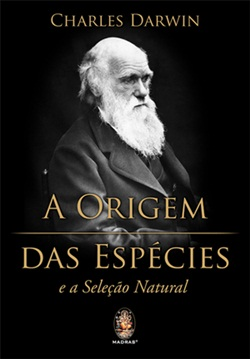 CHARLES DARWIN
A ORIGEM
DAS ESPÉCIES
e a Seleção Natural
MADRAS®